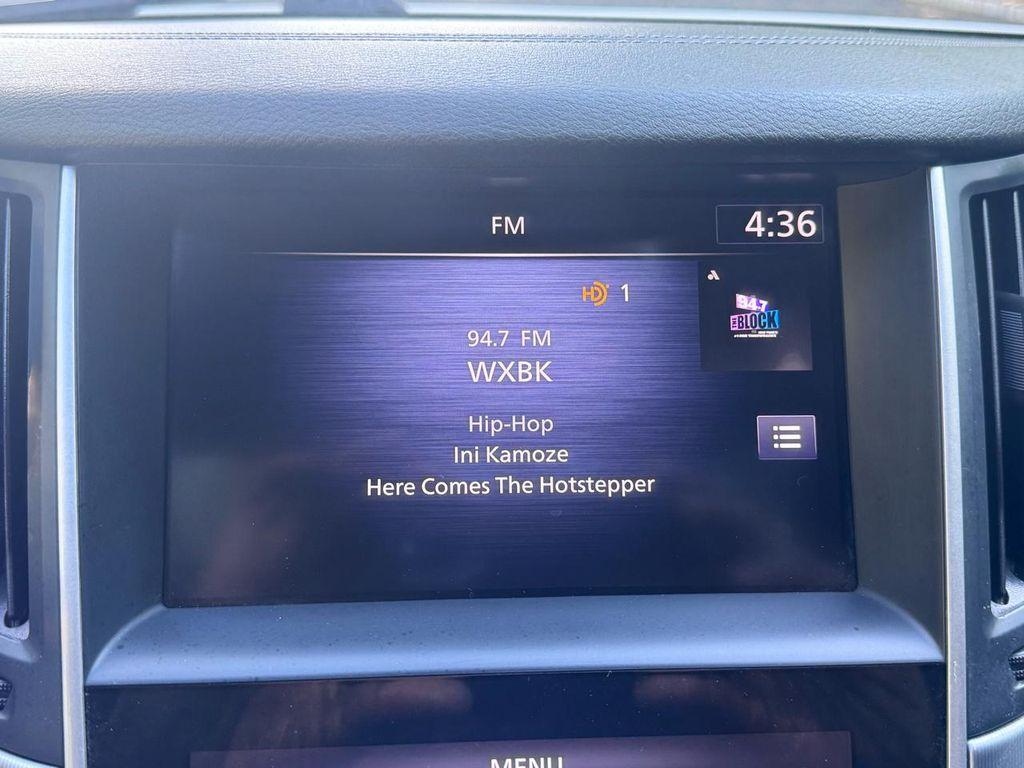 FM
4:36
HD 1
94.7
THE BLOCK
94.7 FM
WXBK
Hip-Hop
Ini Kamoze
Here Comes The Hotstepper
MENU